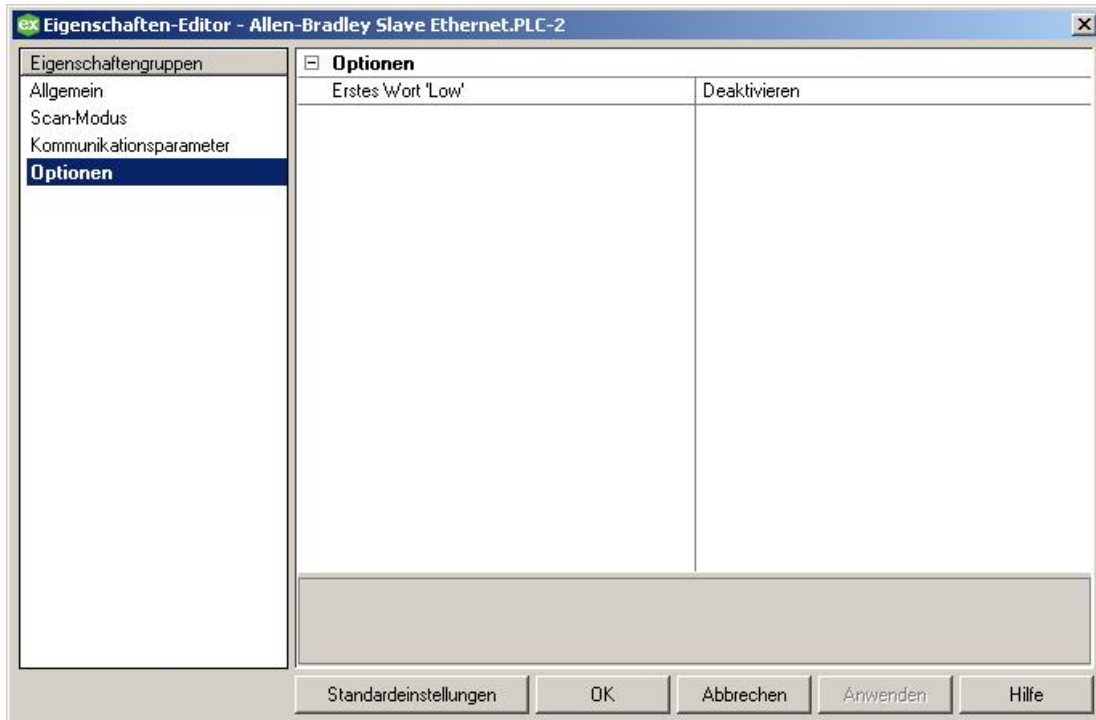 ex Eigenschaften-Editor - Allen-Bradley Slave Ethernet.PLC-2
Eigenschaftengruppen
Allgemein
Scan-Modus
Kommunikationsparameter
Optionen
Optionen
Erstes Wort 'Low' Deaktivieren
Standardeinstellungen OK Abbrechen Anwenden Hilfe